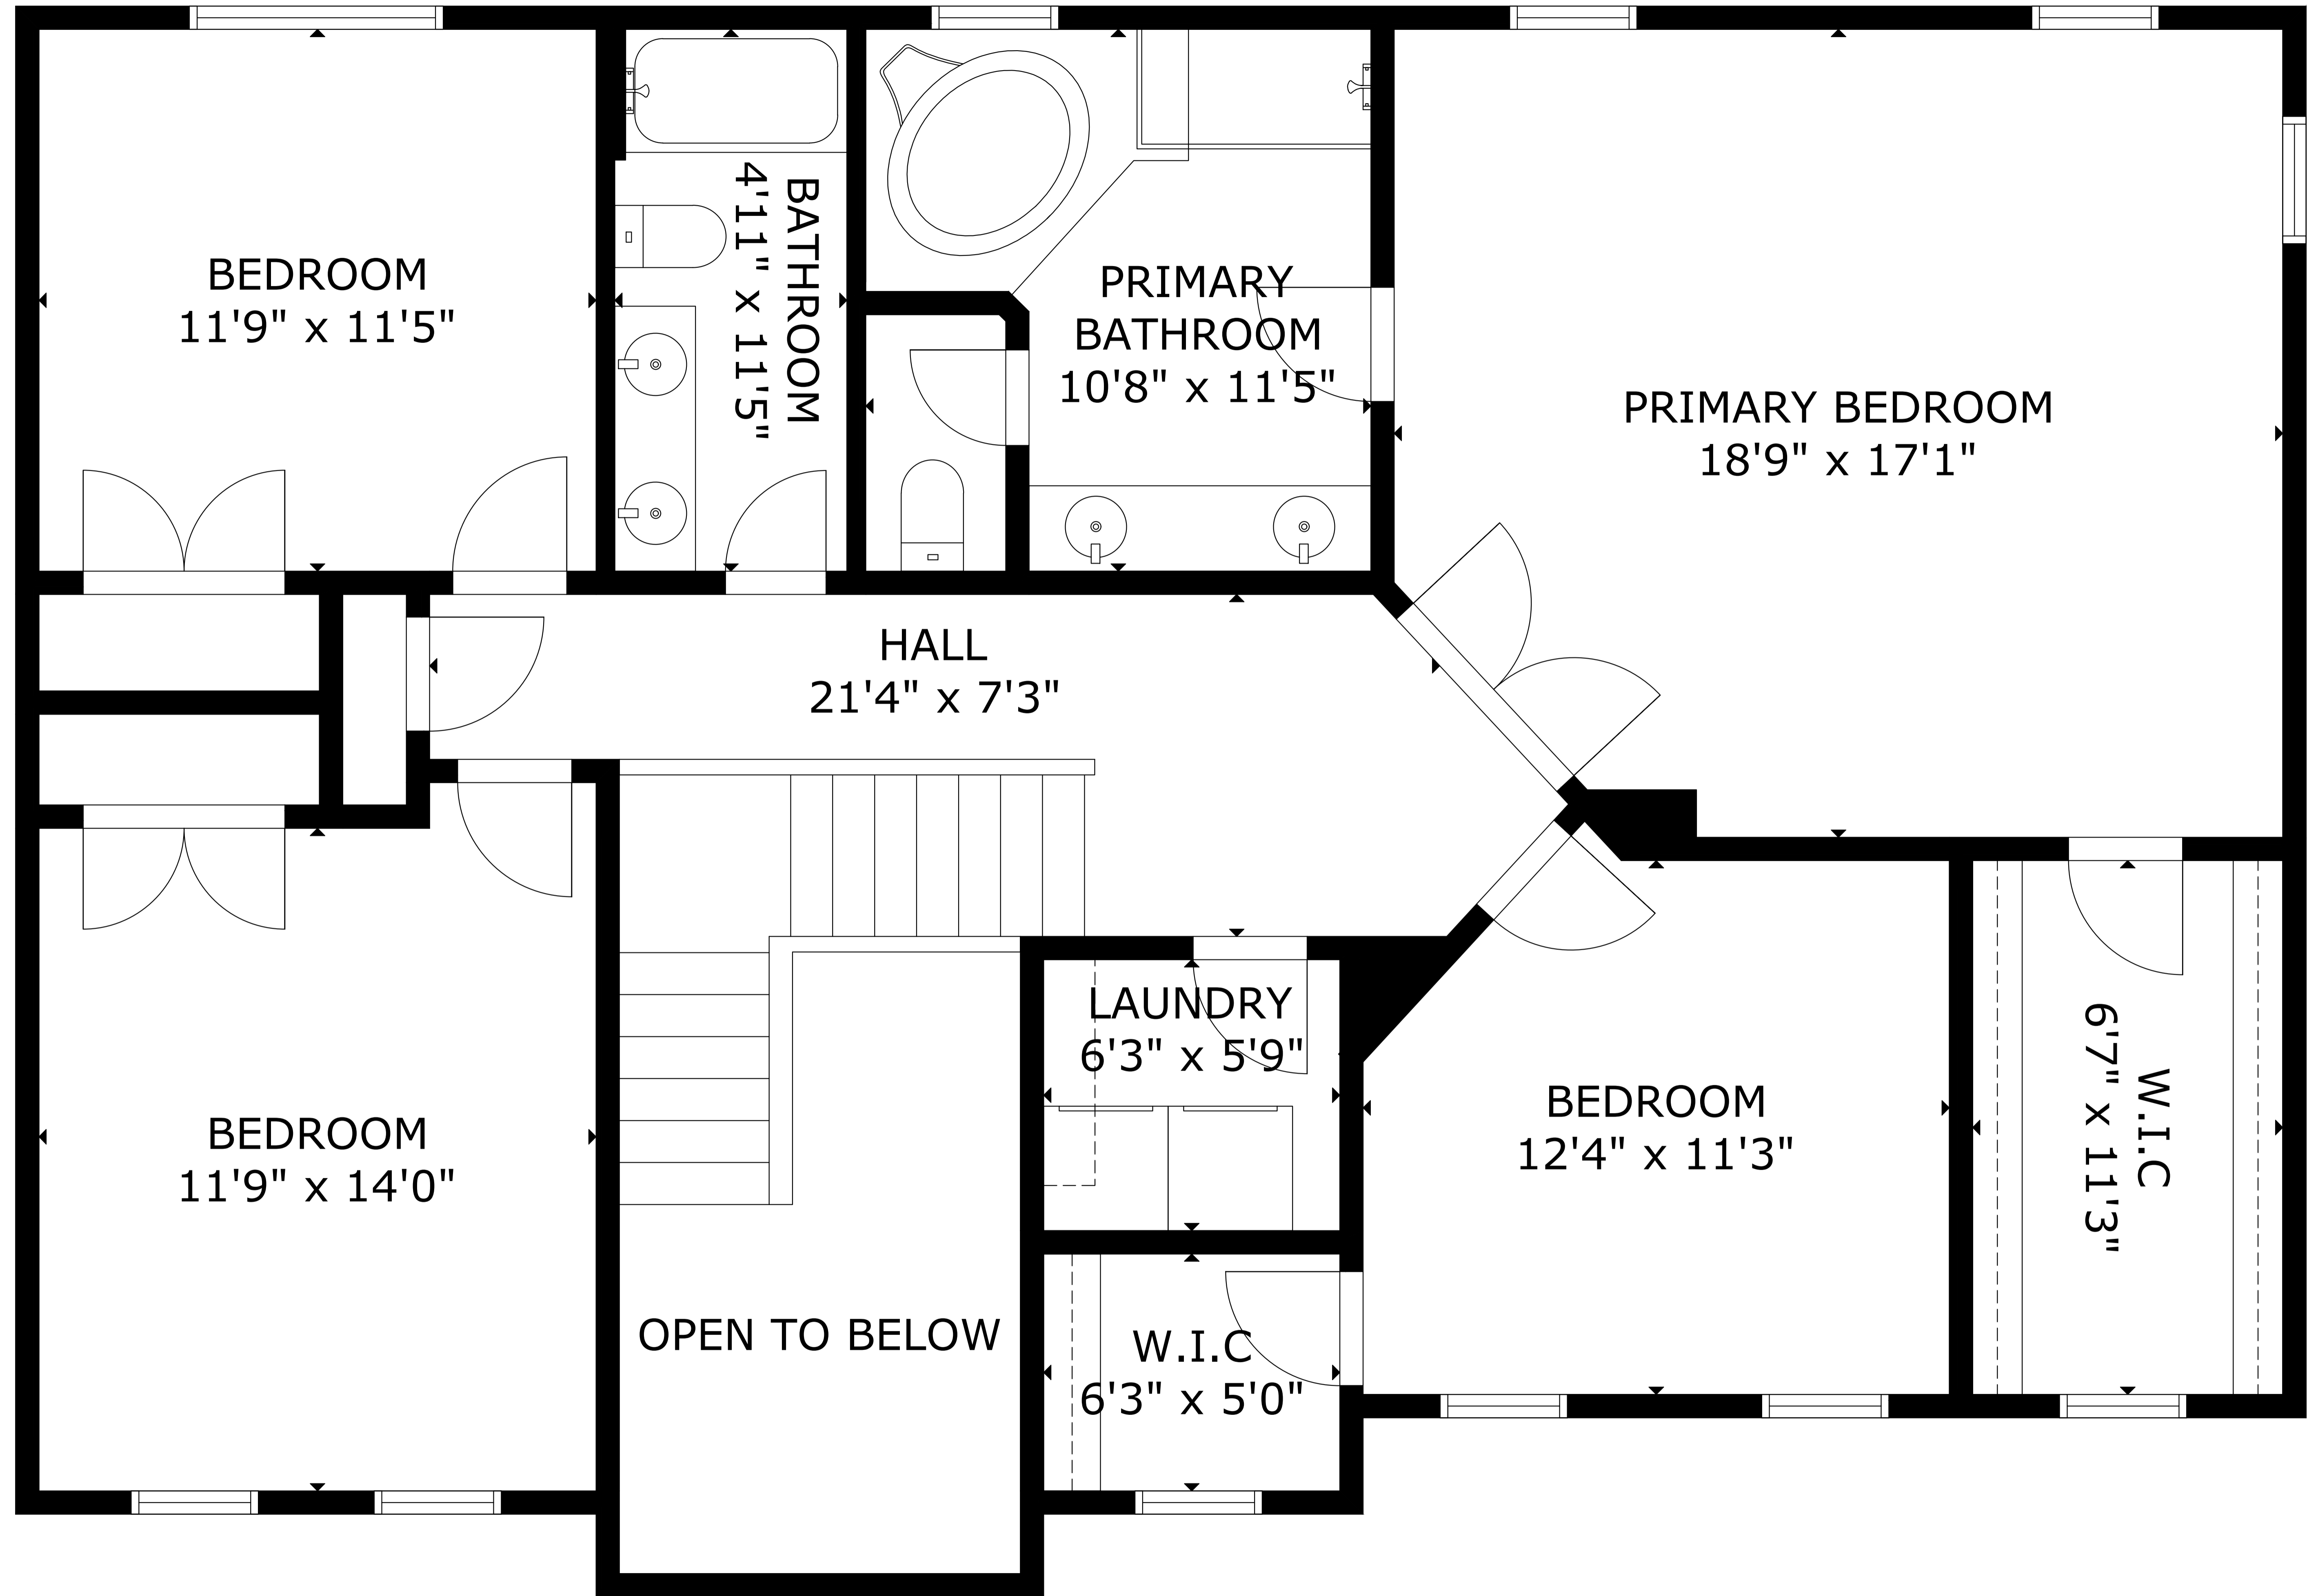 BEDROOM
11'9" x 11'5"
BATHROOM
4'11" x 11'5"
PRIMARY
BATHROOM
10'8" x 11'5"
PRIMARY BEDROOM
18'9" x 17'1"
HALL
21'4" x 7'3"
BEDROOM
11'9" x 14'0"
OPEN TO BELOW
LAUNDRY
6'3" x 5'9"
W.I.C
6'3" x 5'0"
BEDROOM
12'4" x 11'3"
W.I.C
6'7" x 11'3"